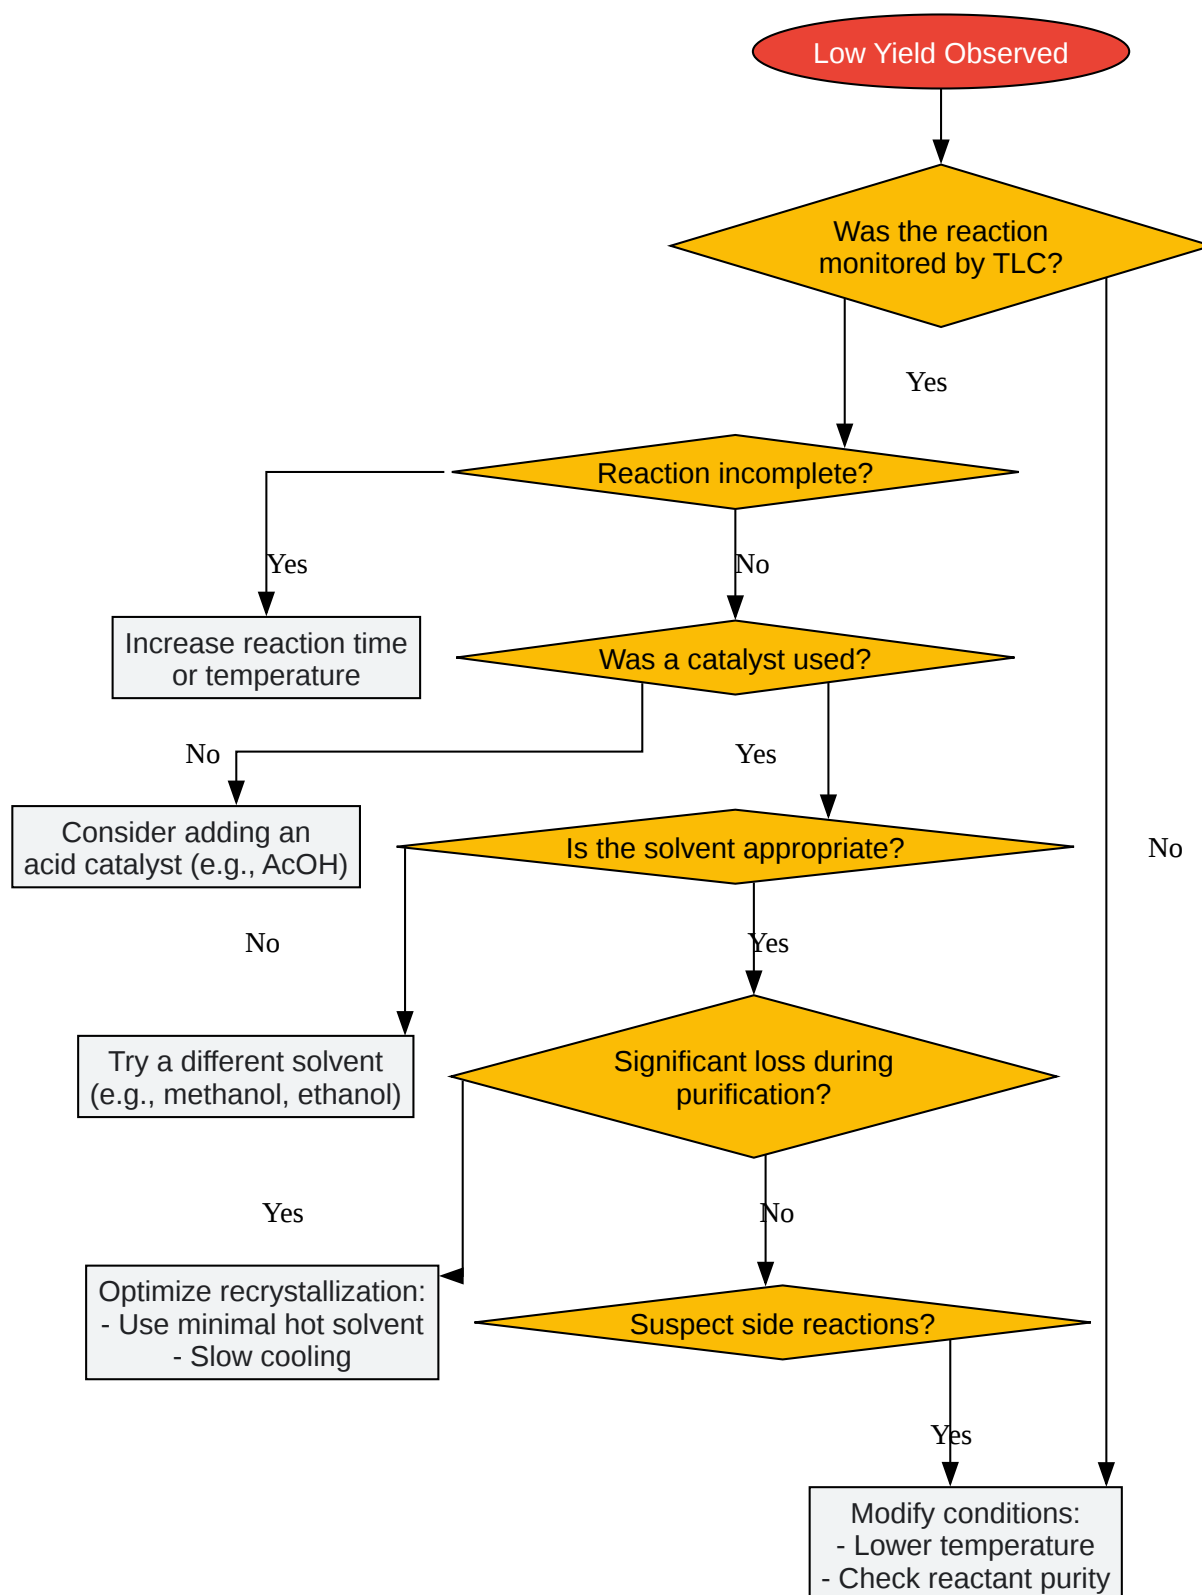 Low Yield Observed
Was the reaction
monitored by TLC?
Yes
Reaction incomplete?
Yes
No
Increase reaction time
or temperature
Was a catalyst used?
No
Yes
Consider adding an
acid catalyst (e.g., AcOH)
Is the solvent appropriate?
No
No
Yes
Try a different solvent
(e.g., methanol, ethanol)
Significant loss during
purification?
Yes
No
Optimize recrystallization:
- Use minimal hot solvent
- Slow cooling
Suspect side reactions?
Yes
Modify conditions:
- Lower temperature
- Check reactant purity